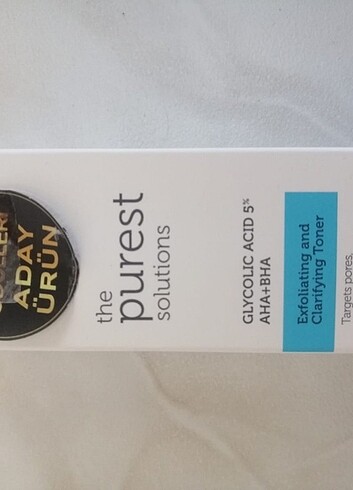 ADAY
ÜRÜN
the
purest
solutions
GLYCOLIC ACID 5%
AHA+BHA
Exfoliating and
Clarifying Toner
Targets pores,